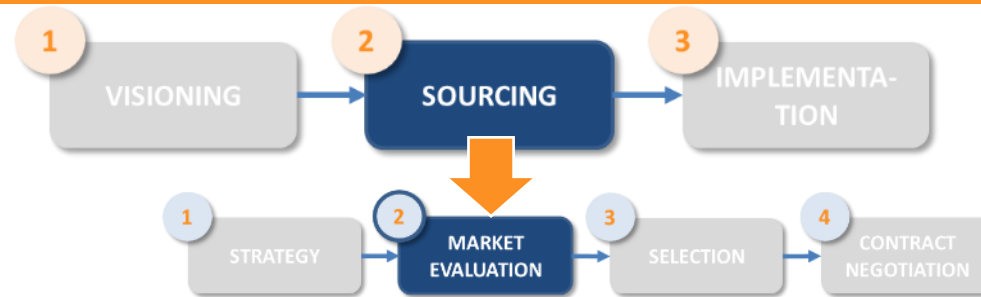 1
VISIONING
2
SOURCING
3
IMPLEMENTA-
TION
1
STRATEGY
2
MARKET
EVALUATION
3
SELECTION
4
CONTRACT
NEGOTIATION